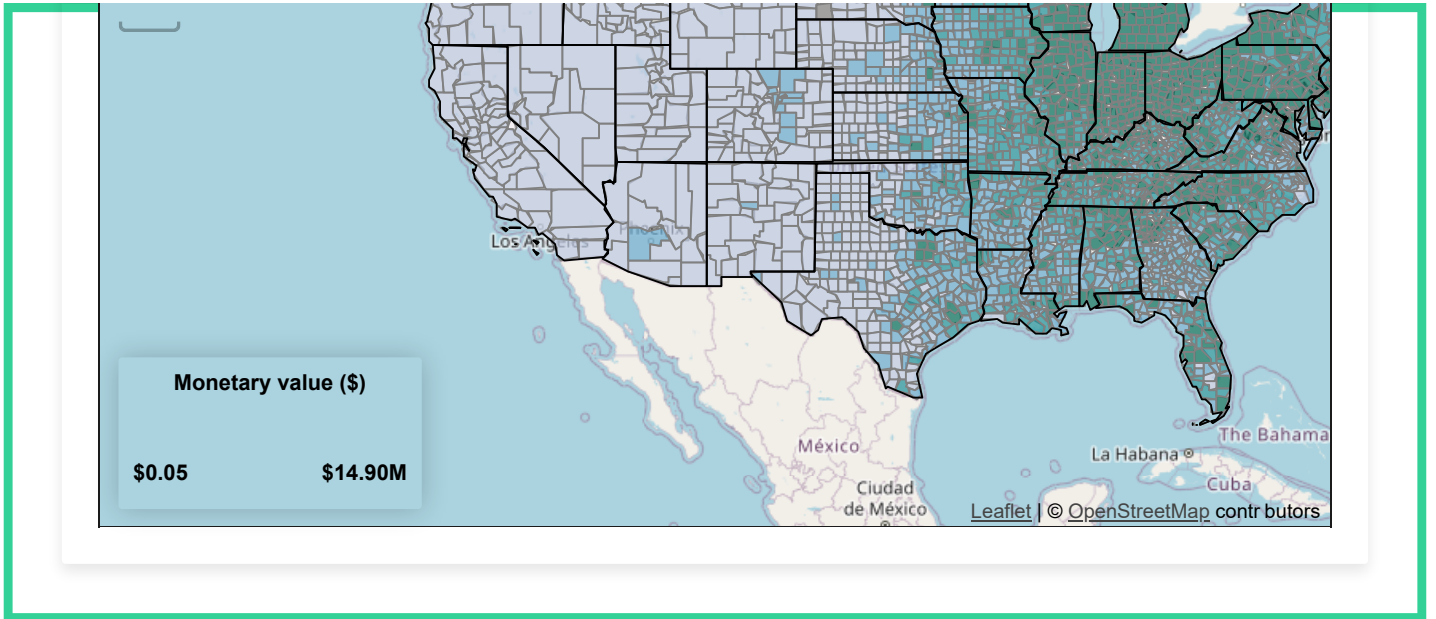 Phoenix
Los Angeles
Monetary value ($)
$0.05 $14.90M
The Bahama
México
La Habana
Cuba
Ciudad
de México
Leaflet | © OpenStreetMap contr butors